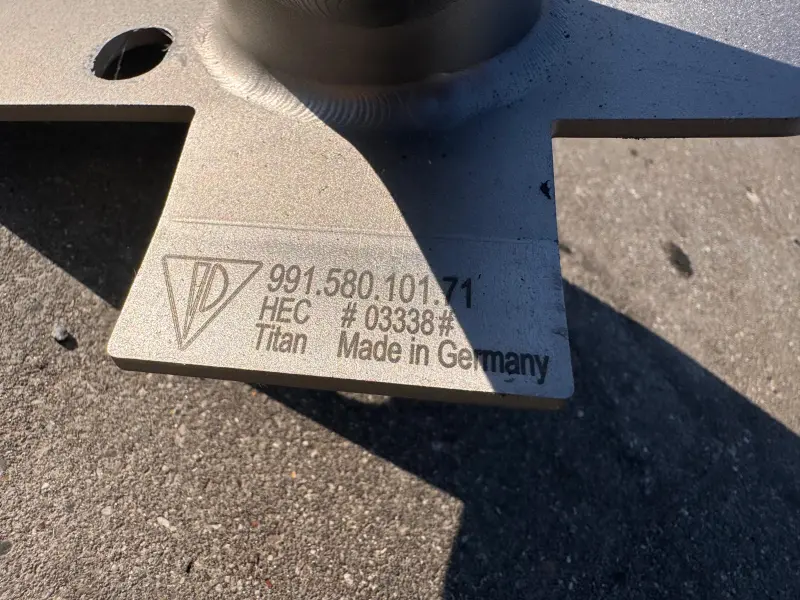 991.580.101.71
HEC # 03338#
Titan Made in Germany